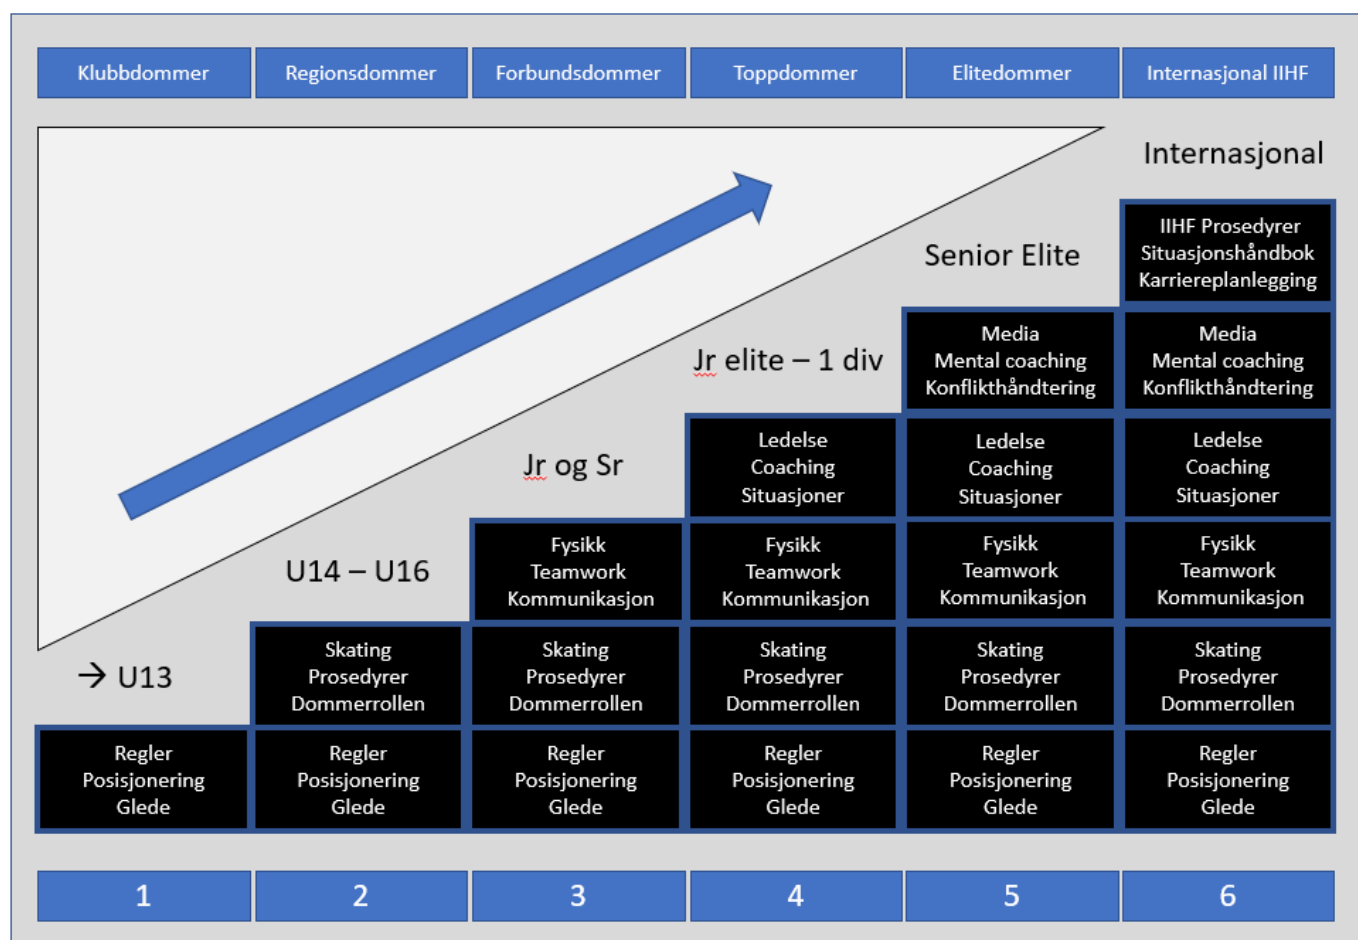 Klubbdommer
Regionsdommer
Forbundsdommer
Toppdommer
Elitedommer
Internasjonal IIHF
Internasjonal
IIHF Prosedyrer
Situasjonshåndbok
Karriereplanlegging
Senior Elite
Media
Mental coaching
Konflikthåndtering
Media
Mental coaching
Konflikthåndtering
Jr elite – 1 div
Ledelse
Coaching
Situasjoner
Ledelse
Coaching
Situasjoner
Ledelse
Coaching
Situasjoner
Jr og Sr
Fysikk
Teamwork
Kommunikasjon
Fysikk
Teamwork
Kommunikasjon
Fysikk
Teamwork
Kommunikasjon
Fysikk
Teamwork
Kommunikasjon
U14 – U16
Skating
Prosedyrer
Dommerrollen
Skating
Prosedyrer
Dommerrollen
Skating
Prosedyrer
Dommerrollen
Skating
Prosedyrer
Dommerrollen
Skating
Prosedyrer
Dommerrollen
→ U13
Regler
Posisjonering
Glede
Regler
Posisjonering
Glede
Regler
Posisjonering
Glede
Regler
Posisjonering
Glede
Regler
Posisjonering
Glede
Regler
Posisjonering
Glede
1
2
3
4
5
6